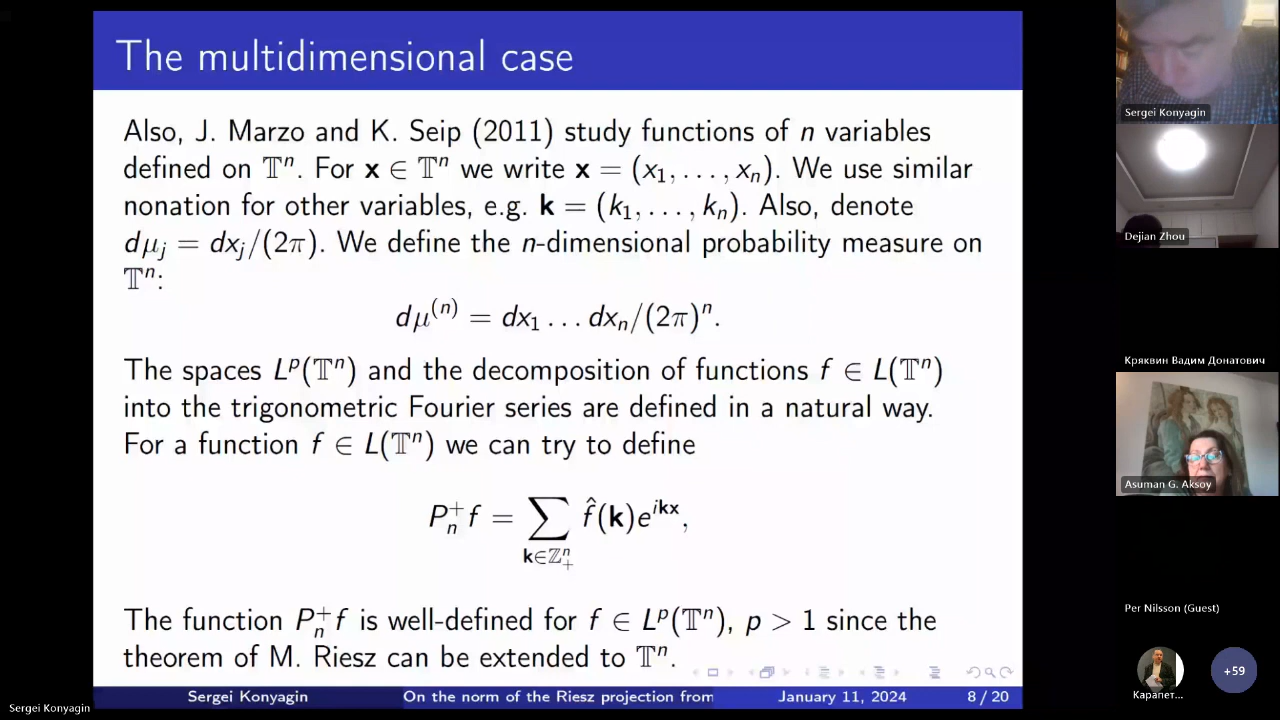 The multidimensional case
Also, J. Marzo and K. Seip (2011) study functions of n variables
defined on 𝕋ⁿ. For x ∈ 𝕋ⁿ we write x = (x₁, . . . , xₙ). We use similar
nonation for other variables, e.g. k = (k₁, . . . , kₙ). Also, denote
dμⱼ = dxⱼ/(2π). We define the n-dimensional probability measure on
𝕋ⁿ:
dμ⁽ⁿ⁾ = dx₁ . . . dxₙ/(2π)ⁿ.
The spaces Lᵖ(𝕋ⁿ) and the decomposition of functions f ∈ L(𝕋ⁿ)
into the trigonometric Fourier series are defined in a natural way.
For a function f ∈ L(𝕋ⁿ) we can try to define
Pₙ⁺f = ∑ f̂(k)eⁱᵏˣ,
k∈ℤ₊ⁿ
The function Pₙ⁺f is well-defined for f ∈ Lᵖ(𝕋ⁿ), p > 1 since the
theorem of M. Riesz can be extended to 𝕋ⁿ.
Sergei Konyagin
On the norm of the Riesz projection from
January 11, 2024
8 / 20
Sergei Konyagin
Sergei Konyagin
Dejian Zhou
Кряквин Вадим Донатович
Asuman G. Aksoy
Per Nilsson (Guest)
Карапет...
+59